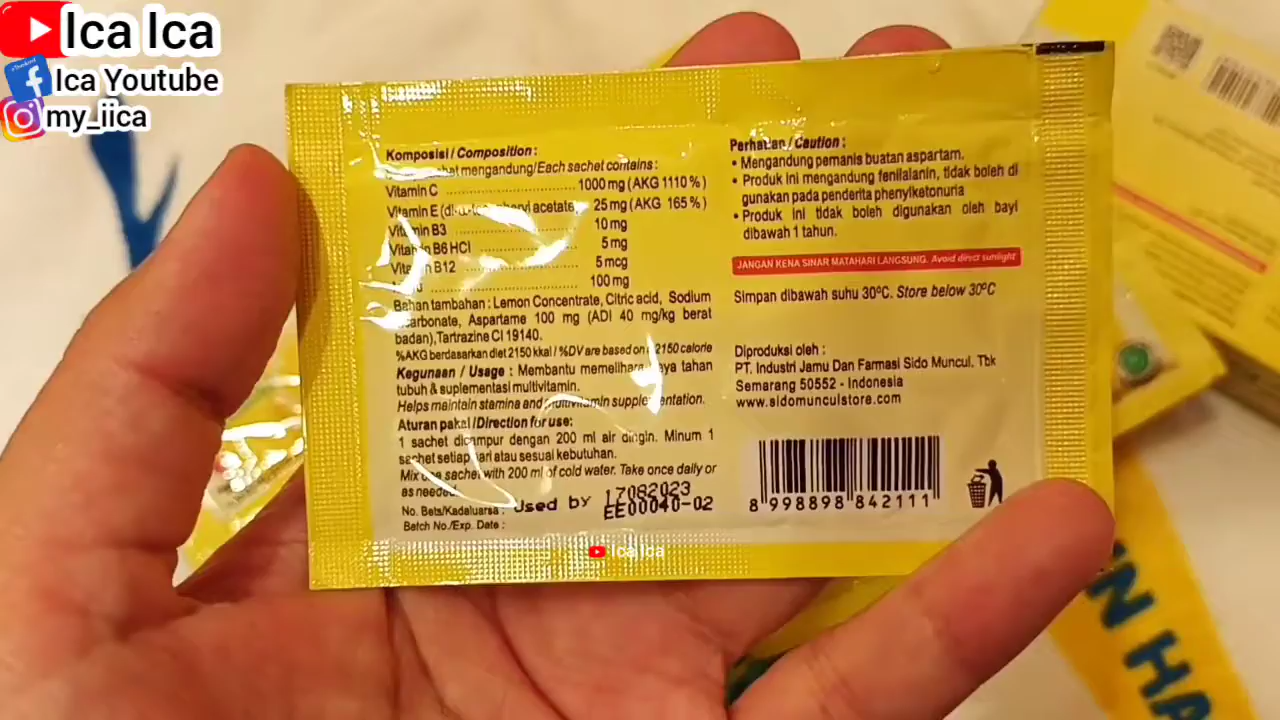 Ica Ica
Ica Youtube
my_iica
Komposisi / Composition :
mengandung/Each sachet contains :
Vitamin C ........................ 1000 mg (AKG 1110 %)
Vitamin E ( acetate 25 mg (AKG 165 %)
Vitamin B3 ........................ 10 mg
Vitamin B6 HCl ........................ 5 mg
Vitamin B12 ........................ 5 mcg
........................ 100 mg
Bahan tambahan : Lemon Concentrate, Citric acid, Sodium
Aspartame 100 mg (ADI 40 mg/kg berat
badan),Tartrazine CI 19140.
%AKG berdasarkan diet 2150 kkal / %DV are based on 2150 calorie
Kegunaan / Usage : Membantu memelihara daya tahan
tubuh & suplementasi multivitamin.
Helps maintain stamina and multivitamin supplementation.
Aturan pakai /Direction for use:
1 sachet dicampur dengan 200 ml air dingin. Minum 1
sachet setiap hari atau sesuai kebutuhan.
Mix one sachet with 200 ml of cold water. Take once daily or
as needed.
No. Bets/Kadaluarsa :
Batch No./Exp. Date :
Used by 17082023
EE00040-02
Perhatian / Caution :
• Mengandung pemanis buatan aspartam.
• Produk ini mengandung fenilalanin, tidak boleh di
gunakan pada penderita phenylketonuria
• Produk ini tidak boleh digunakan oleh bayi
dibawah 1 tahun.
JANGAN KENA SINAR MATAHARI LANGSUNG. Avoid direct sunlight
Simpan dibawah suhu 30°C. Store below 30°C
Diproduksi oleh :
PT. Industri Jamu Dan Farmasi Sido Muncul, Tbk
Semarang 50552 - Indonesia
www.sidomunculstore.com
8 998898 842111
Ica Ica
N HA